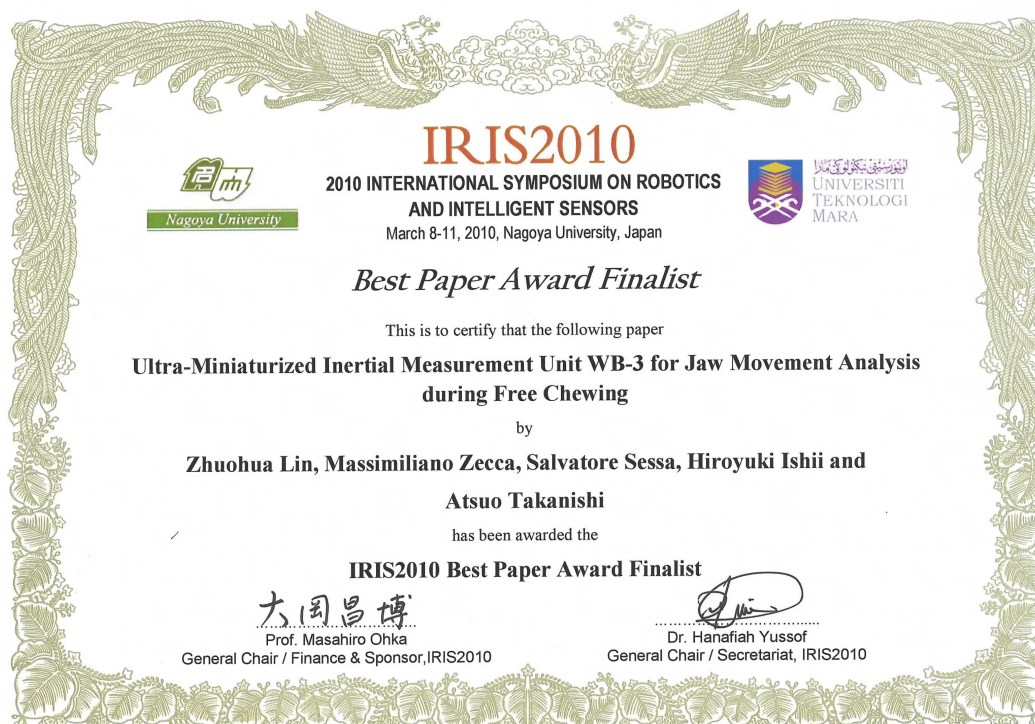 IRIS2010
2010 INTERNATIONAL SYMPOSIUM ON ROBOTICS
AND INTELLIGENT SENSORS
March 8-11, 2010, Nagoya University, Japan
Nagoya University
اونيۏرسيتي تيكنولوݢي مارا
UNIVERSITI
TEKNOLOGI
MARA
Best Paper Award Finalist
This is to certify that the following paper
Ultra-Miniaturized Inertial Measurement Unit WB-3 for Jaw Movement Analysis
during Free Chewing
by
Zhuohua Lin, Massimiliano Zecca, Salvatore Sessa, Hiroyuki Ishii and
Atsuo Takanishi
has been awarded the
IRIS2010 Best Paper Award Finalist
大岡昌博
Prof. Masahiro Ohka
General Chair / Finance & Sponsor,IRIS2010
Dr. Hanafiah Yussof
General Chair / Secretariat, IRIS2010